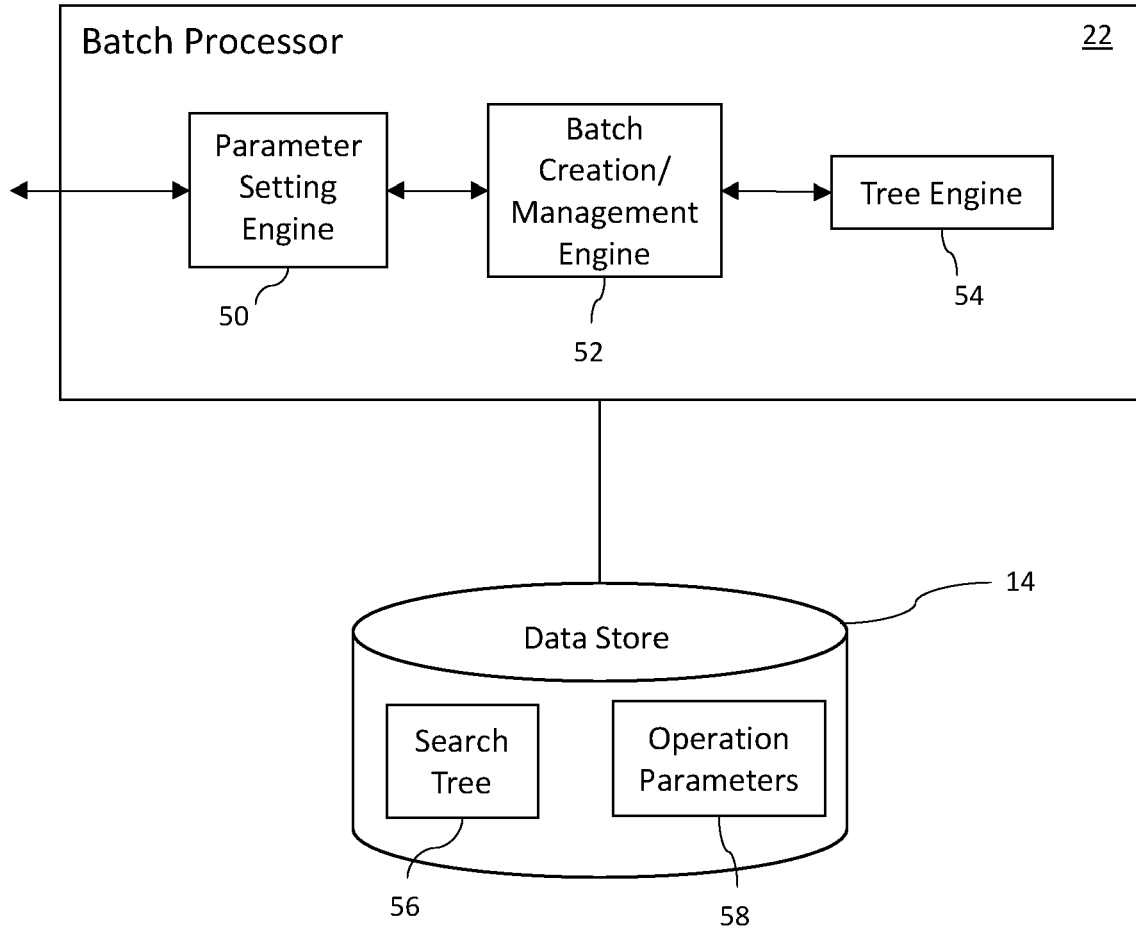 Batch Processor
22
Parameter
Setting
Engine
Batch
Creation/
Management
Engine
Tree Engine
50
52
54
14
Data Store
Search
Tree
Operation
Parameters
56
58